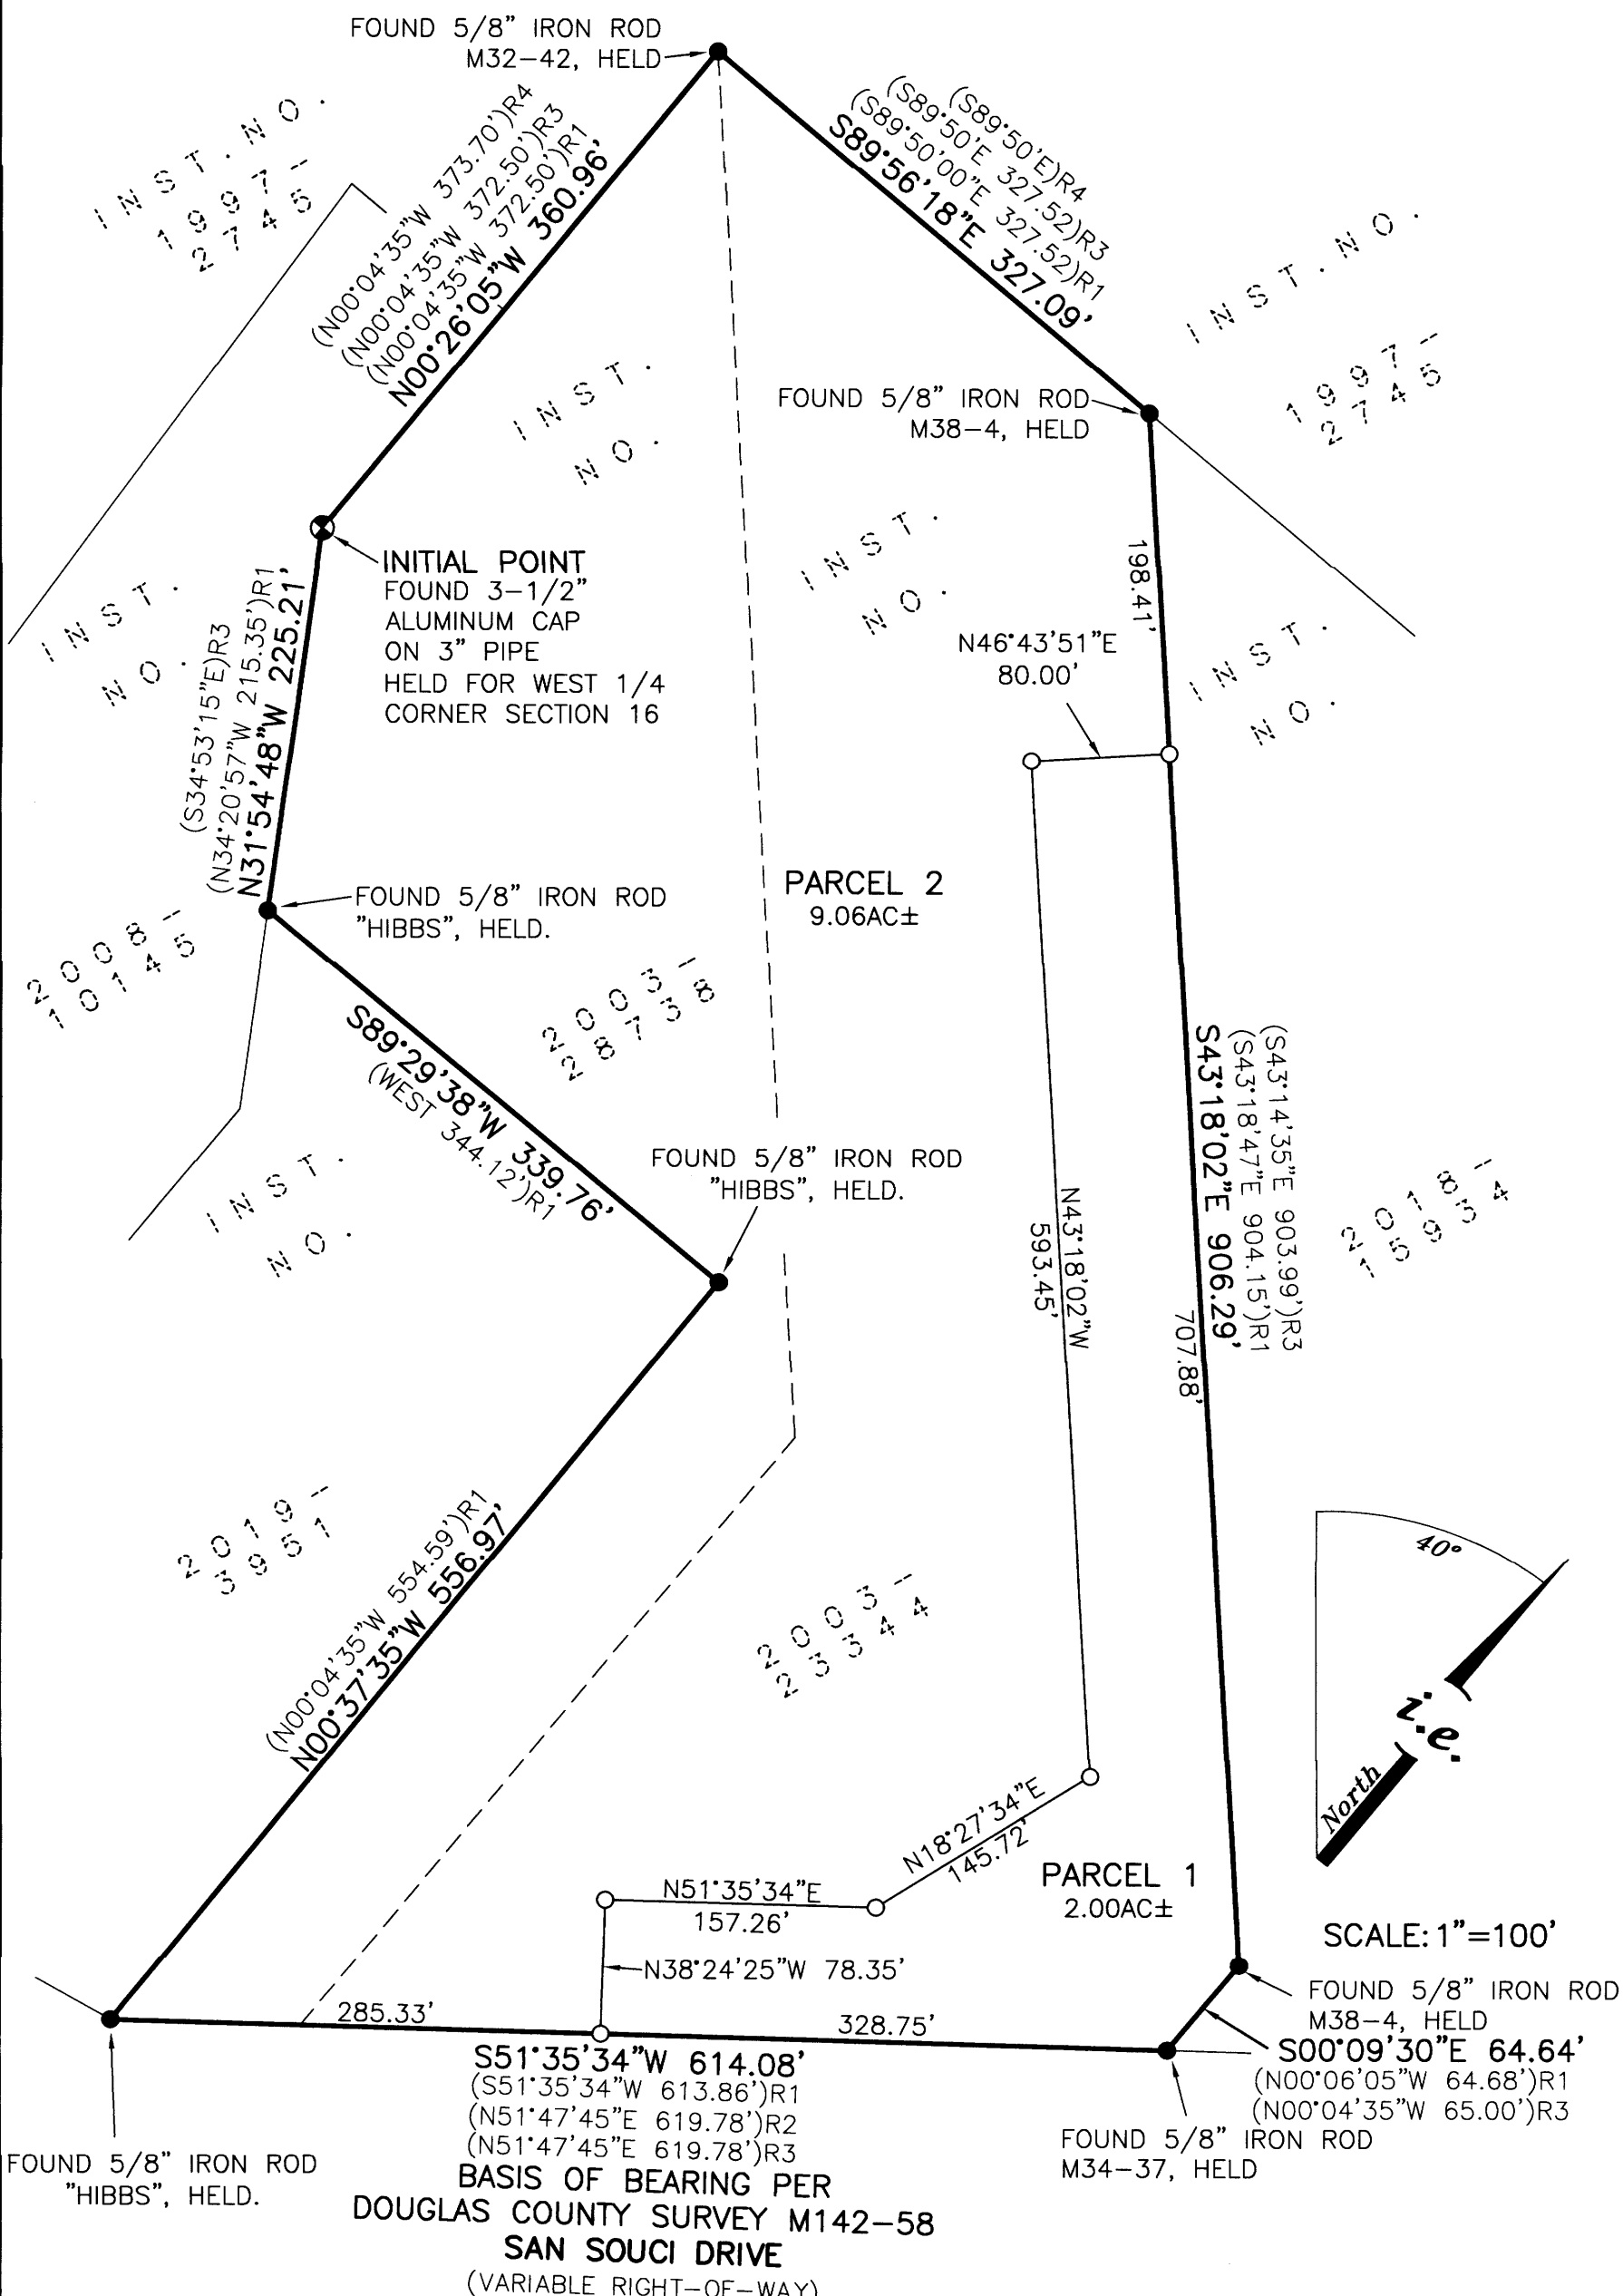 FOUND 5/8" IRON ROD
M32-42, HELD
INST. NO.
1997-
2745
(N00°04'35"W 373.70')R4
(N00°04'35"W 372.50')R3
(N00°04'35"W 372.50')R1
N00°26'05"W 360.96'
(S89°50'E)R4
(S89°50'E 327.52)R3
(S89°50'00"E 327.52)R1
S89°56'18"E 327.09'
INST. NO.
1997-
2745
INST.
NO.
FOUND 5/8" IRON ROD
M38-4, HELD
INITIAL POINT
FOUND 3-1/2"
ALUMINUM CAP
ON 3" PIPE
HELD FOR WEST 1/4
CORNER SECTION 16
INST.
NO.
198.41'
N46°43'51"E
80.00'
INST.
NO.
INST.
NO.
(S34°53'15"E)R3
(N34°20'57"W 215.35')R1
N31°54'48"W 225.21'
FOUND 5/8" IRON ROD
"HIBBS", HELD.
PARCEL 2
9.06AC±
2008-
10145
2003-
28738
S89°29'38"W 339.76'
(WEST 344.12')R1
INST.
NO.
FOUND 5/8" IRON ROD
"HIBBS", HELD.
N43°18'02"W
593.45'
(S43°14'35"E 903.99')R3
(S43°18'47"E 904.15')R1
S43°18'02"E 906.29'
707.88'
2018-
15954
2019-
3951
(N00°04'35"W 554.59')R1
N00°37'35"W 556.97'
2003-
23344
40°
i.e.
North
N18°27'34"E
145.72'
N51°35'34"E
157.26'
PARCEL 1
2.00AC±
SCALE: 1"=100'
N38°24'25"W 78.35'
FOUND 5/8" IRON ROD
M38-4, HELD
285.33'
328.75'
S51°35'34"W 614.08'
(S51°35'34"W 613.86')R1
(N51°47'45"E 619.78')R2
(N51°47'45"E 619.78')R3
S00°09'30"E 64.64'
(N00°06'05"W 64.68')R1
(N00°04'35"W 65.00')R3
FOUND 5/8" IRON ROD
M34-37, HELD
FOUND 5/8" IRON ROD
"HIBBS", HELD.
BASIS OF BEARING PER
DOUGLAS COUNTY SURVEY M142-58
SAN SOUCI DRIVE
(VARIABLE RIGHT-OF-WAY)